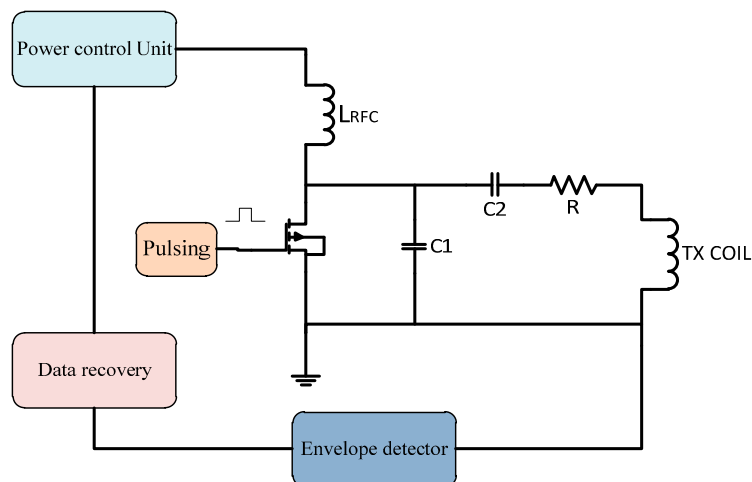 Power control Unit
LRFC
C2
R
Pulsing
C1
TX COIL
Data recovery
Envelope detector